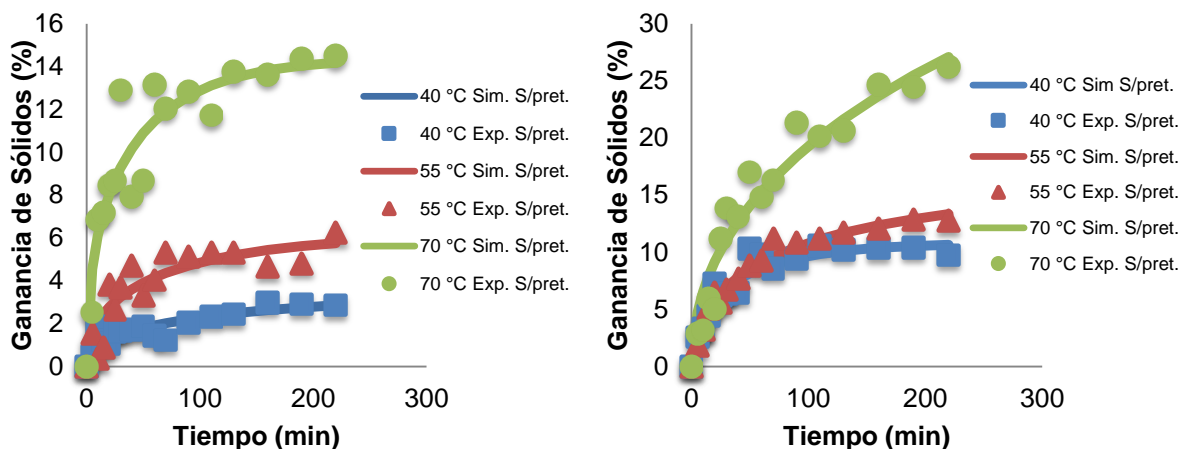 Ganancia de Sólidos (%)
16
14
12
10
8
6
4
2
0
0
100
200
300
Tiempo (min)
40 °C Sim. S/pret.
40 °C Exp. S/pret.
55 °C Sim. S/pret.
55 °C Exp. S/pret.
70 °C Sim. S/pret.
70 °C Exp. S/pret.
Ganancia de Sólidos (%)
30
25
20
15
10
5
0
0
100
200
300
Tiempo (min)
40 °C Sim S/pret.
40 °C Exp. S/pret.
55 °C Sim. S/pret.
55 °C Exp. S/pret.
70 °C Sim. S/pret.
70 °C Exp. S/pret.